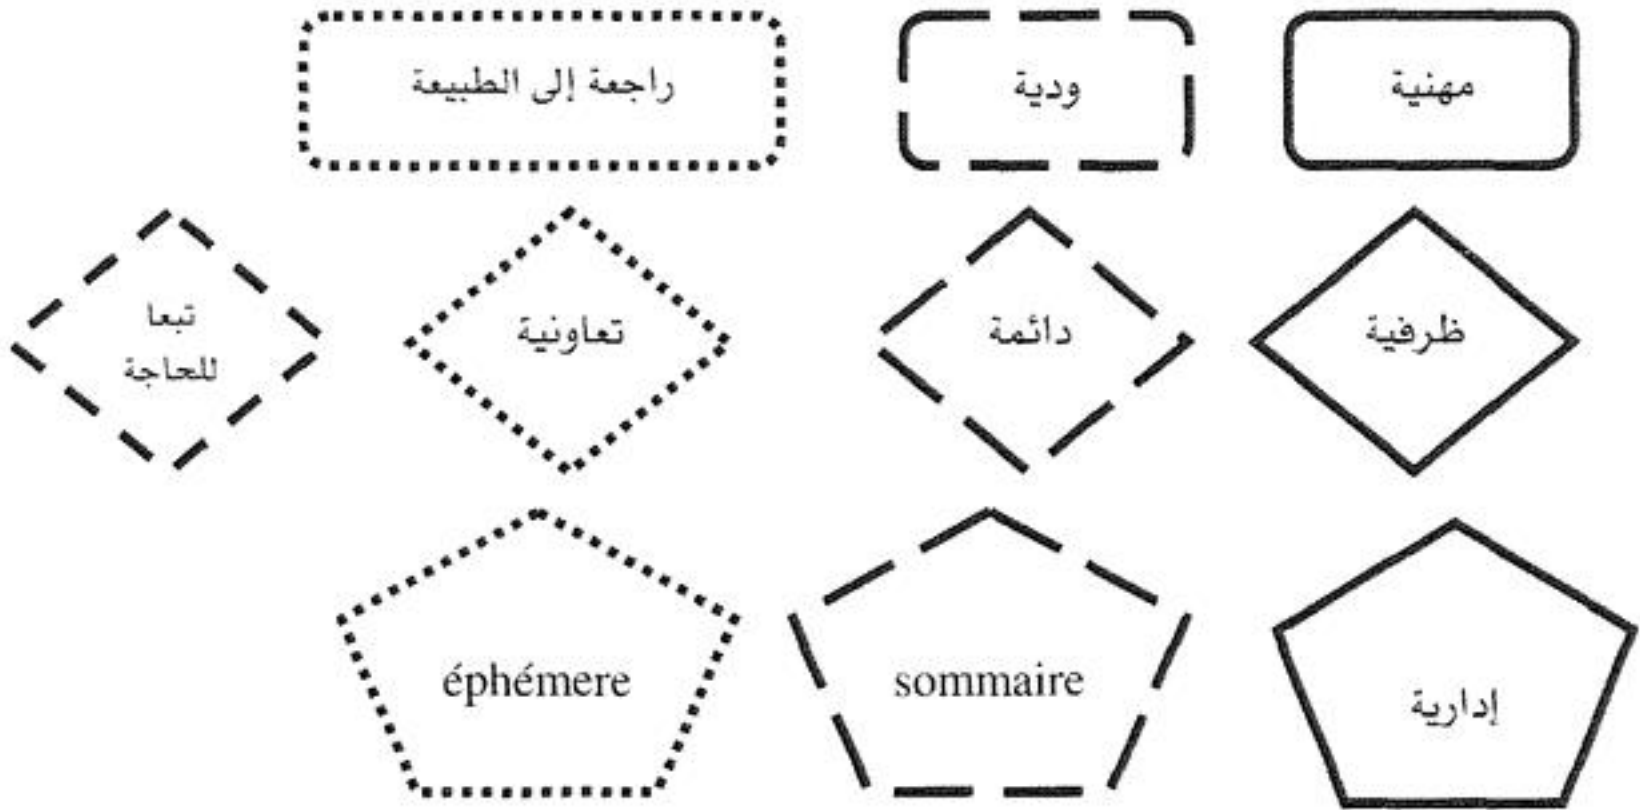 مهنية
ودية
راجعة إلى الطبيعة
ظرفية
دائمة
تعاونية
تبعا
للحاجة
إدارية
sommaire
éphémere